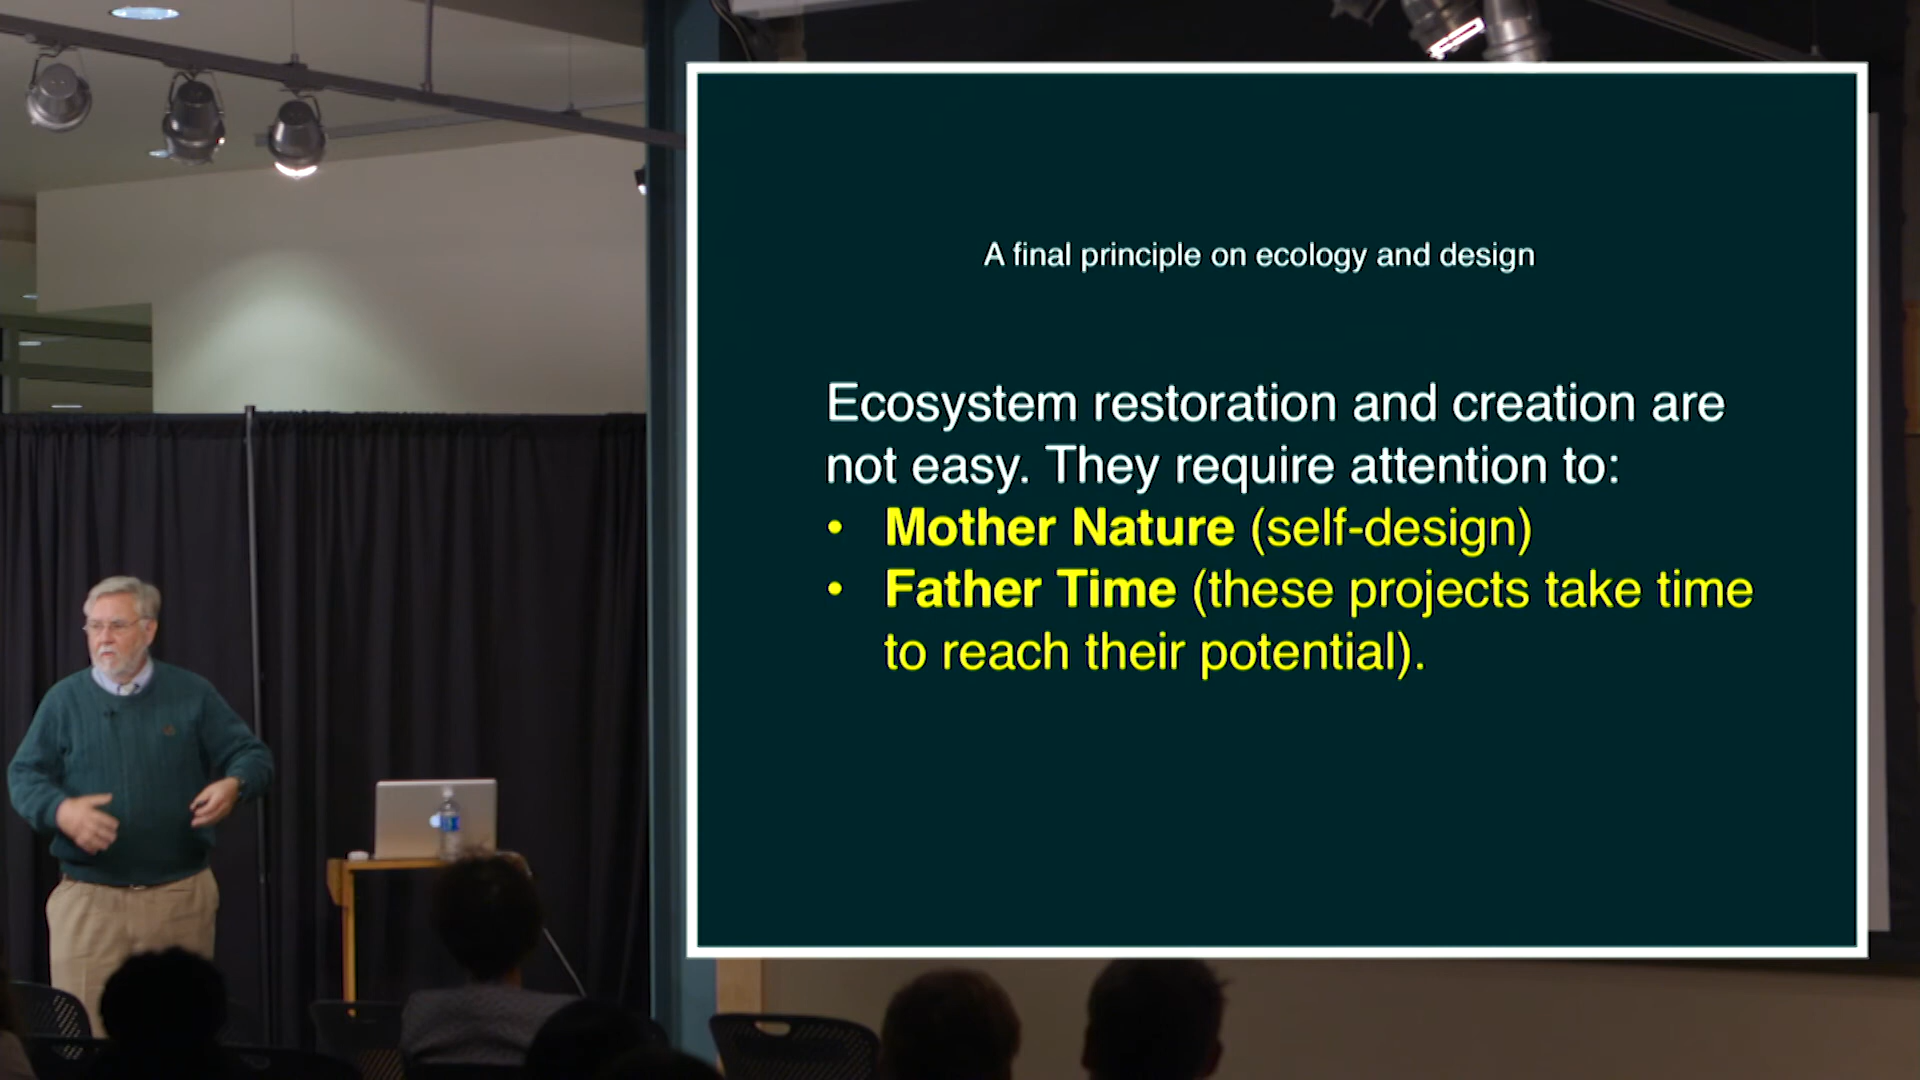 A final principle on ecology and design
Ecosystem restoration and creation are
not easy. They require attention to:
• Mother Nature (self-design)
• Father Time (these projects take time
to reach their potential).